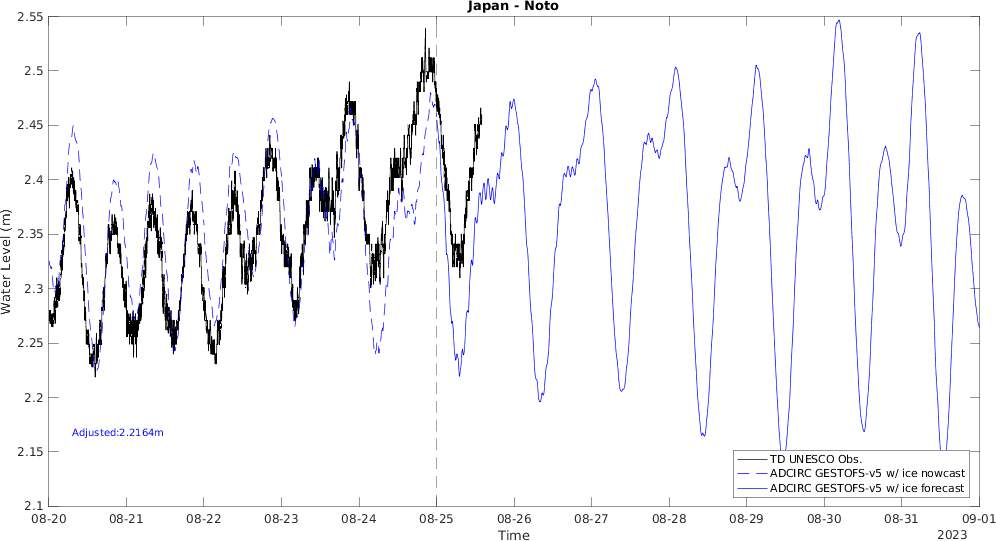 Japan - Noto
2.55
2.5
2.45
2.4
2.35
2.3
2.25
2.2
2.15
2.1
Water Level (m)
Adjusted:2.2164m
TD UNESCO Obs.
ADCIRC GESTOFS-v5 w/ ice nowcast
ADCIRC GESTOFS-v5 w/ ice forecast
08-20 08-21 08-22 08-23 08-24 08-25 08-26 08-27 08-28 08-29 08-30 08-31 09-01
Time
2023